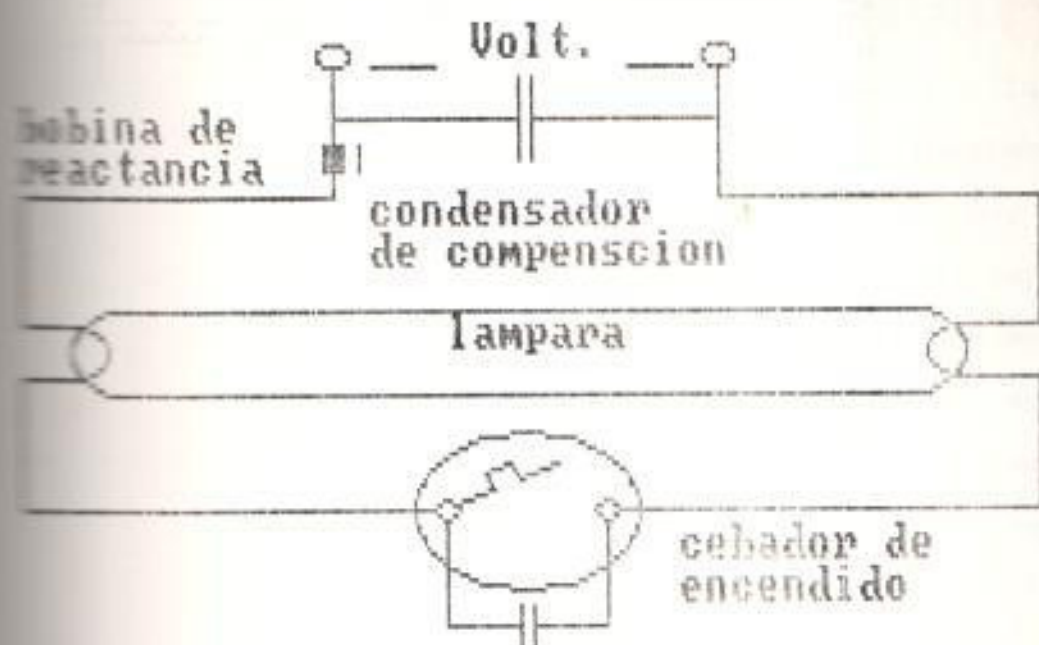 Volt.
bobina de
reactancia
condensador
de compenscion
lampara
cebador de
encendido